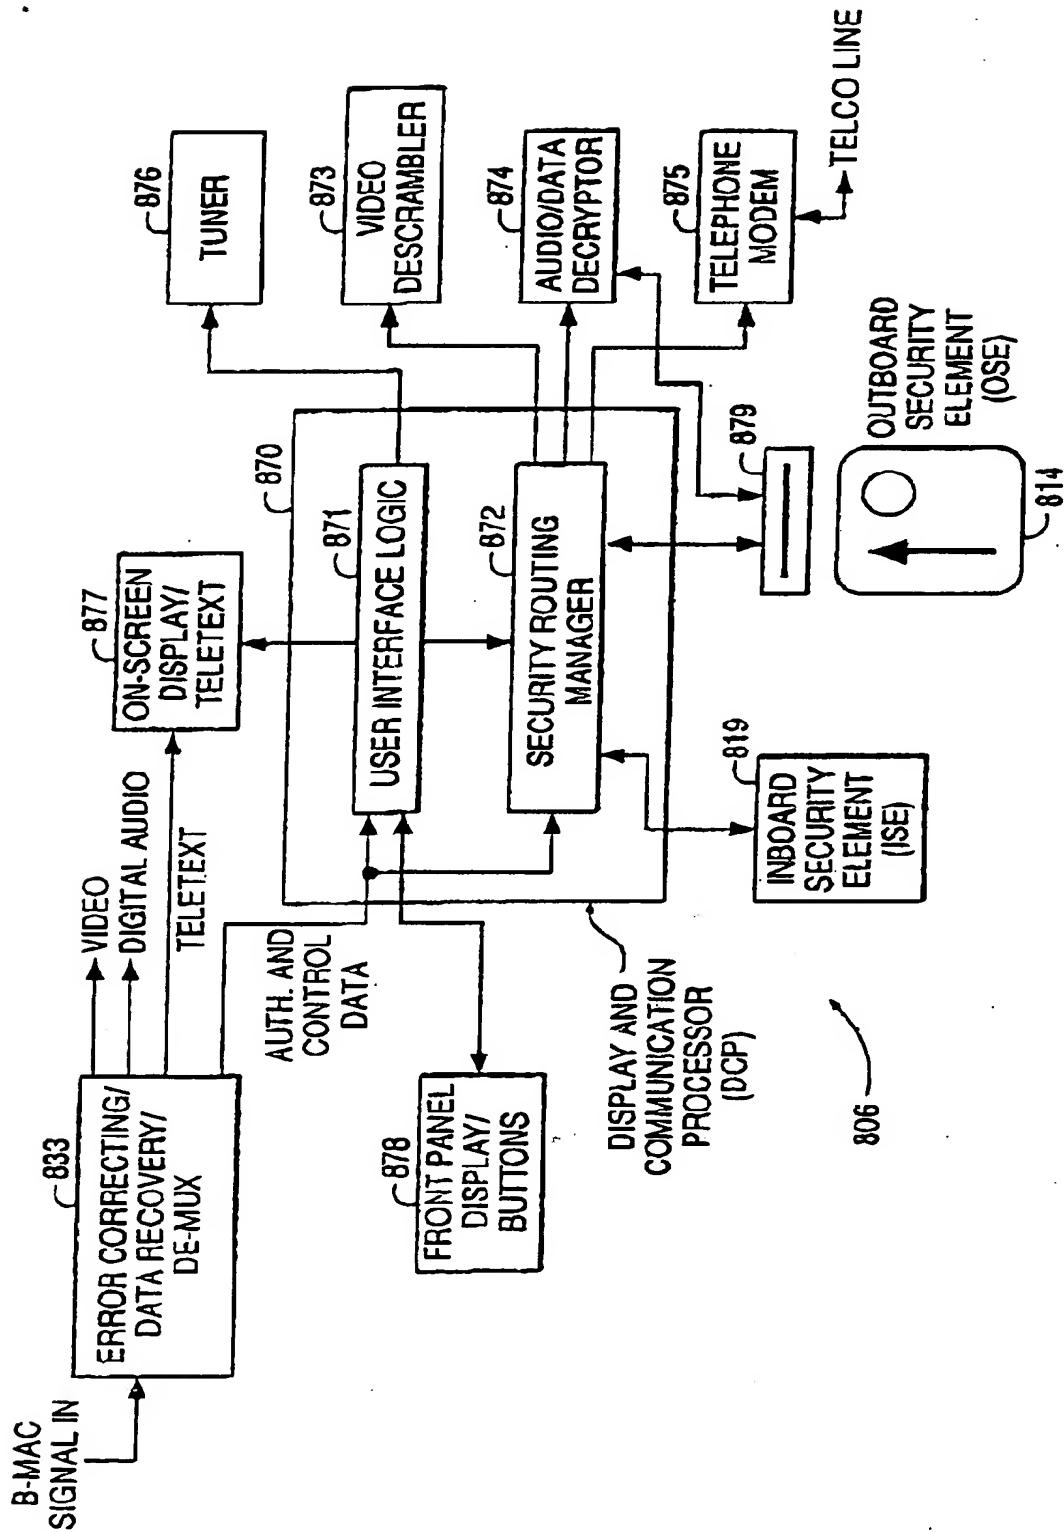 B-MAC
SIGNAL IN
833
ERROR CORRECTING/
DATA RECOVERY/
DE-MUX
VIDEO
DIGITAL AUDIO
TELETEXT
AUTH. AND
CONTROL
DATA
877
ON-SCREEN
DISPLAY/
TELETEXT
876
TUNER
878
FRONT PANEL
DISPLAY/
BUTTONS
870
871
USER INTERFACE LOGIC
873
VIDEO
DESCRAMBLER
872
SECURITY ROUTING
MANAGER
874
AUDIO/DATA
DECRYPTOR
875
TELEPHONE
MODEM
TELCO LINE
DISPLAY AND
COMMUNICATION
PROCESSOR
(DCP)
819
INBOARD
SECURITY
ELEMENT
(ISE)
879
OUTBOARD
SECURITY
ELEMENT
(OSE)
814
806